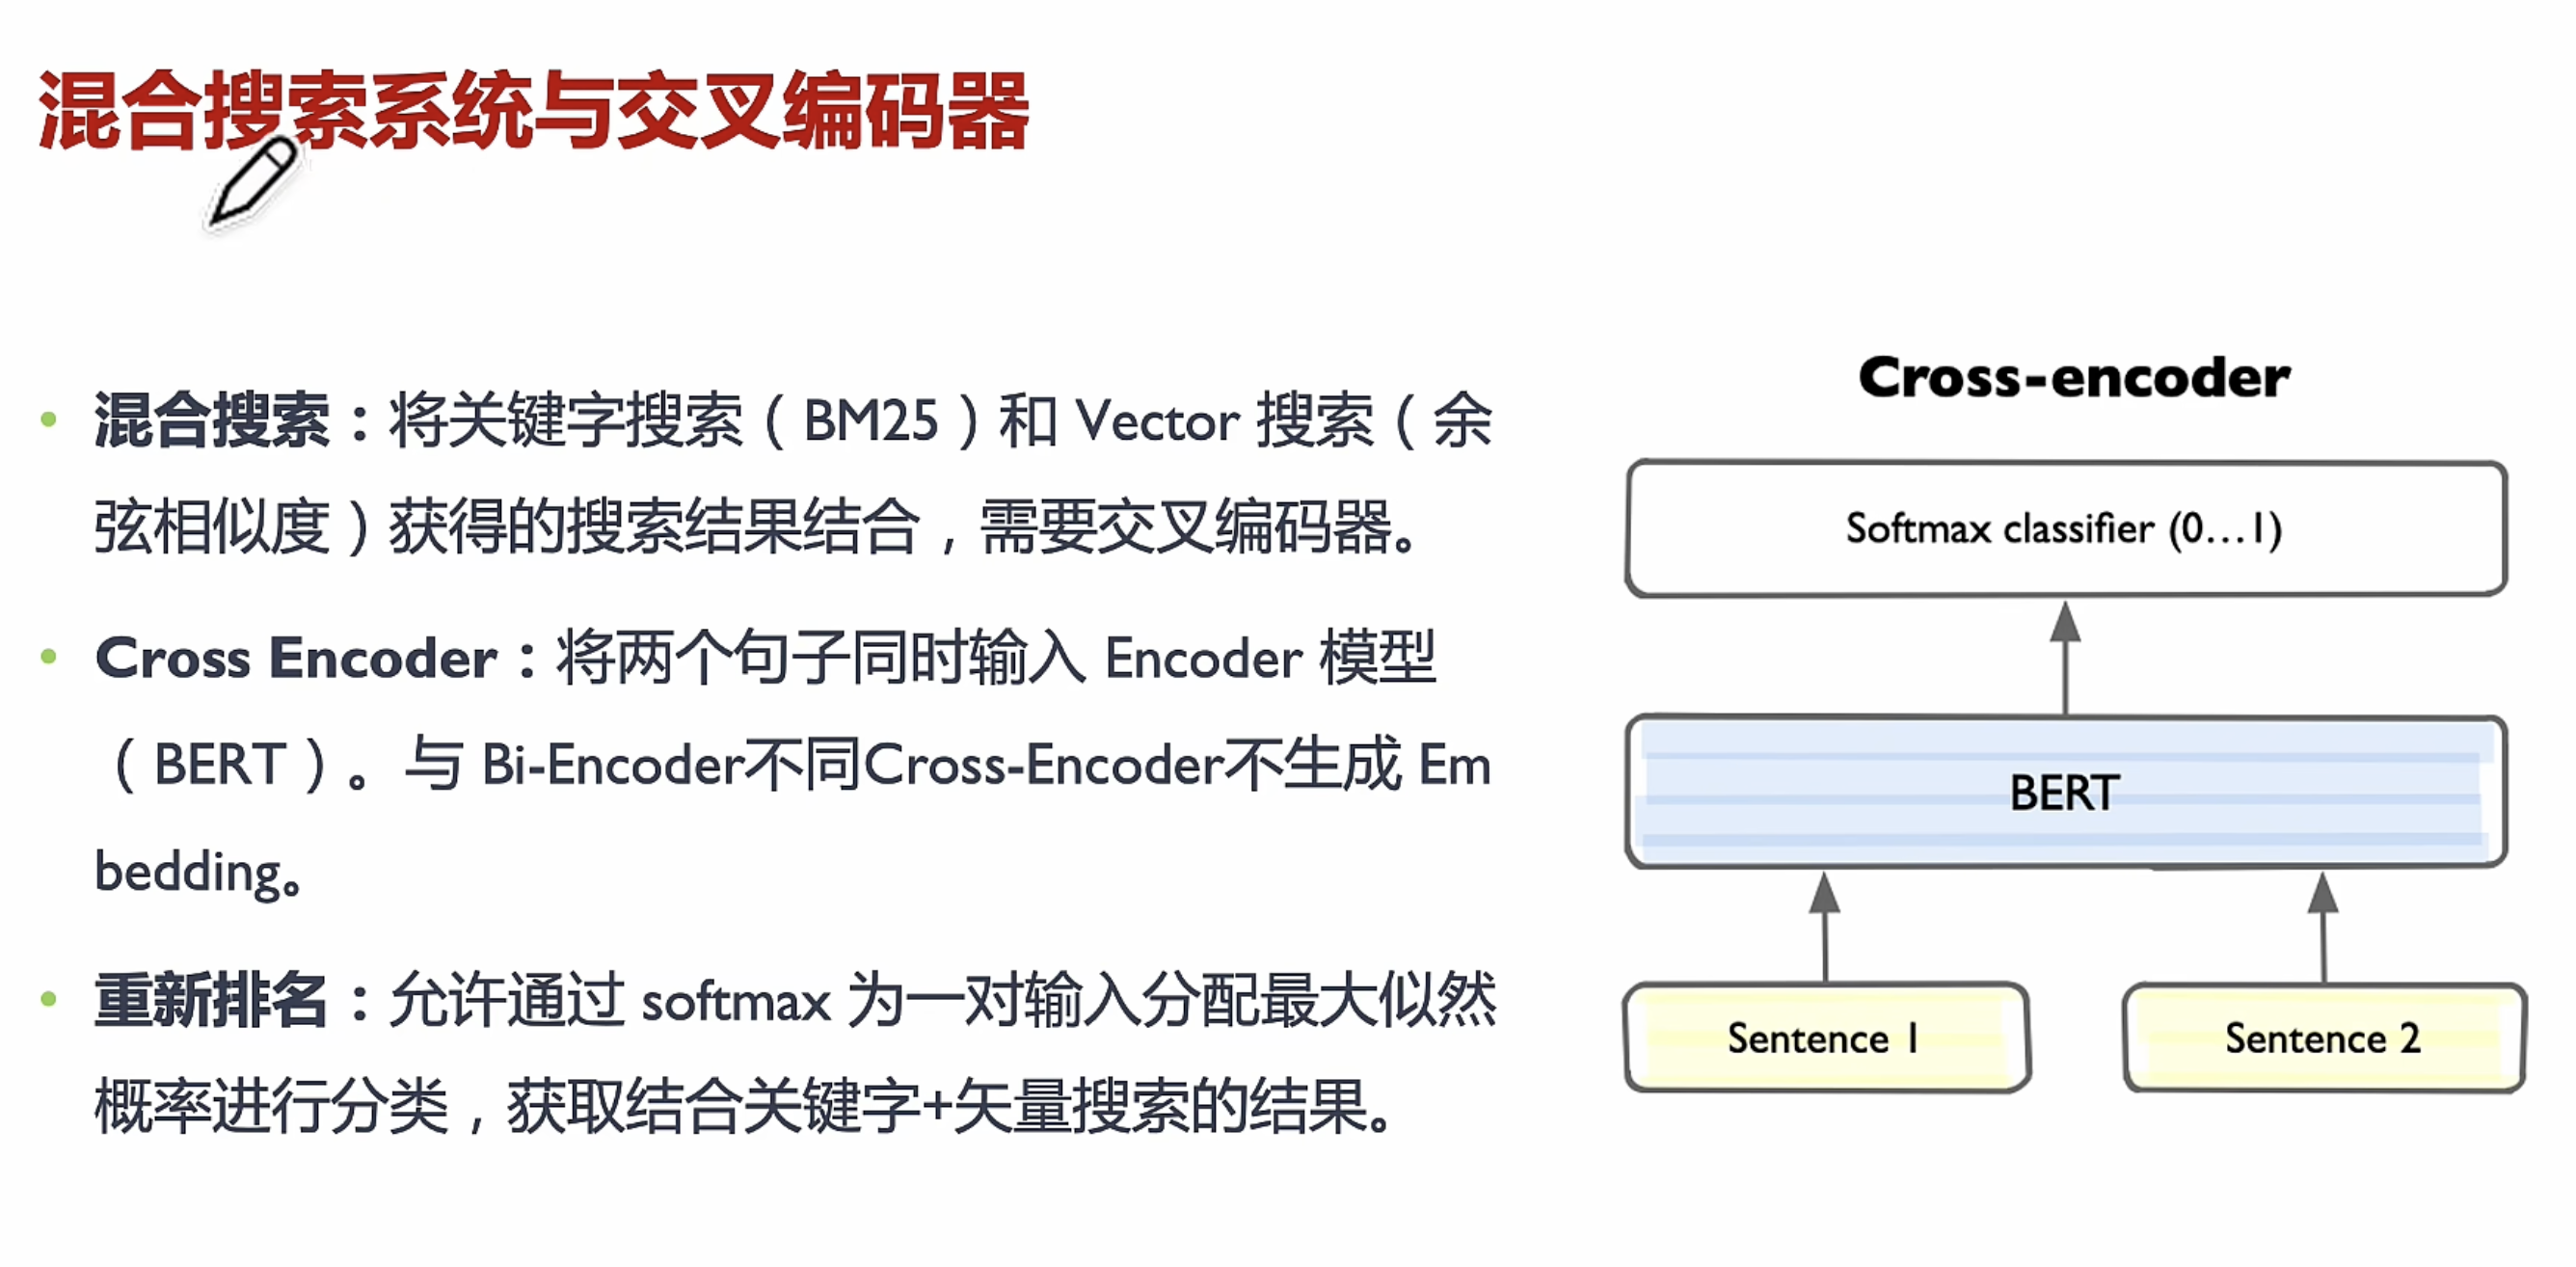 混合搜索系统与交叉编码器
混合搜索：将关键字搜索（BM25）和 Vector 搜索（余
弦相似度）获得的搜索结果结合，需要交叉编码器。
Cross Encoder：将两个句子同时输入 Encoder 模型
（BERT）。与 Bi-Encoder不同Cross-Encoder不生成 Em
bedding。
重新排名：允许通过 softmax 为一对输入分配最大似然
概率进行分类，获取结合关键字+矢量搜索的结果。
Cross-encoder
Softmax classifier (0...1)
BERT
Sentence 1
Sentence 2